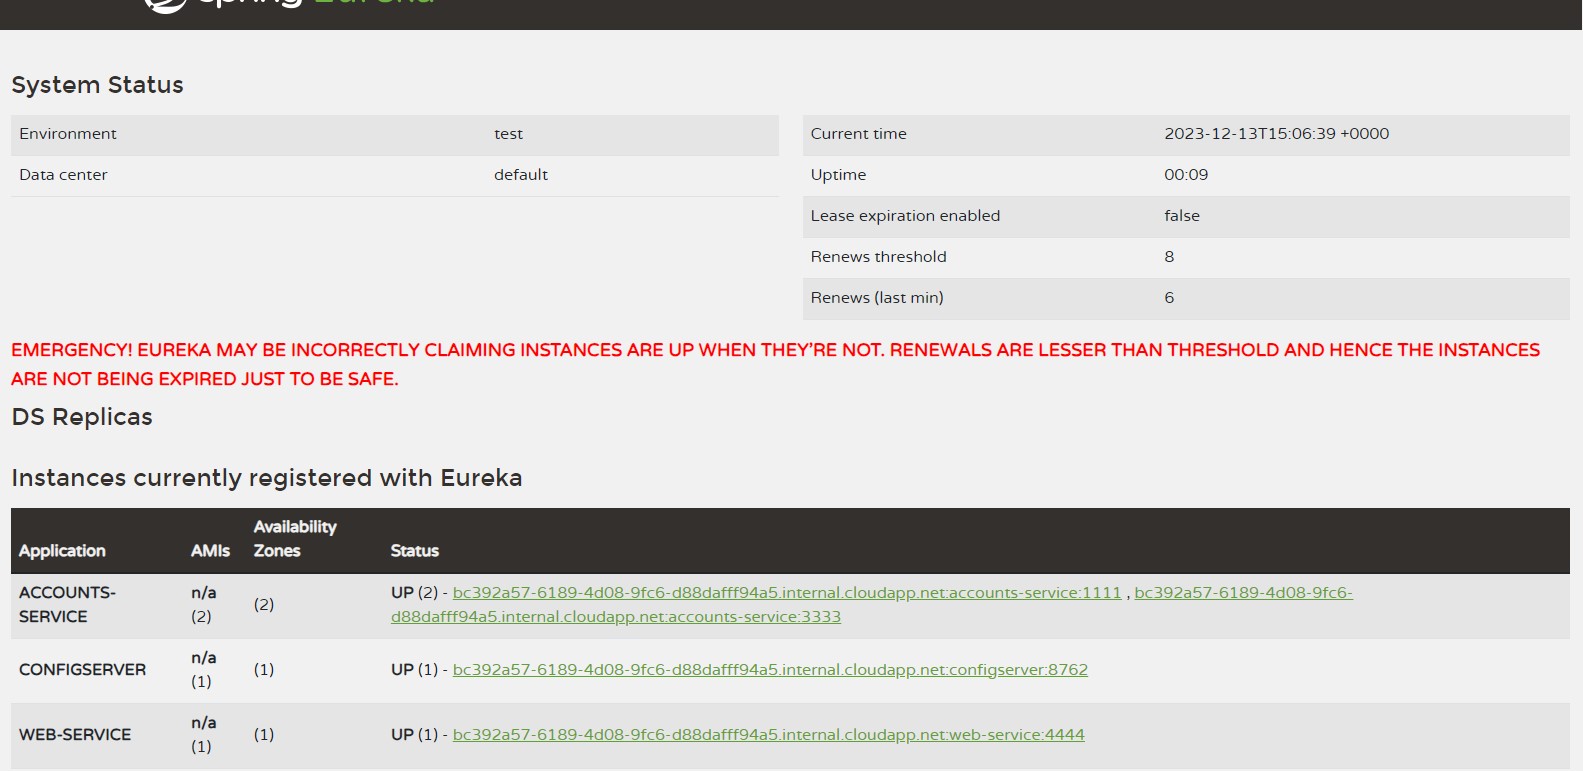 System Status
Environment test
Data center default
Current time 2023-12-13T15:06:39 +0000
Uptime 00:09
Lease expiration enabled false
Renews threshold 8
Renews (last min) 6
EMERGENCY! EUREKA MAY BE INCORRECTLY CLAIMING INSTANCES ARE UP WHEN THEY'RE NOT. RENEWALS ARE LESSER THAN THRESHOLD AND HENCE THE INSTANCES
ARE NOT BEING EXPIRED JUST TO BE SAFE.
DS Replicas
Instances currently registered with Eureka
Application AMIs Availability Zones Status
ACCOUNTS-SERVICE n/a (2) (2) UP (2) - bc392a57-6189-4d08-9fc6-d88dafff94a5.internal.cloudapp.net:accounts-service:1111 , bc392a57-6189-4d08-9fc6-
d88dafff94a5.internal.cloudapp.net:accounts-service:3333
CONFIGSERVER n/a (1) (1) UP (1) - bc392a57-6189-4d08-9fc6-d88dafff94a5.internal.cloudapp.net:configserver:8762
WEB-SERVICE n/a (1) (1) UP (1) - bc392a57-6189-4d08-9fc6-d88dafff94a5.internal.cloudapp.net:web-service:4444